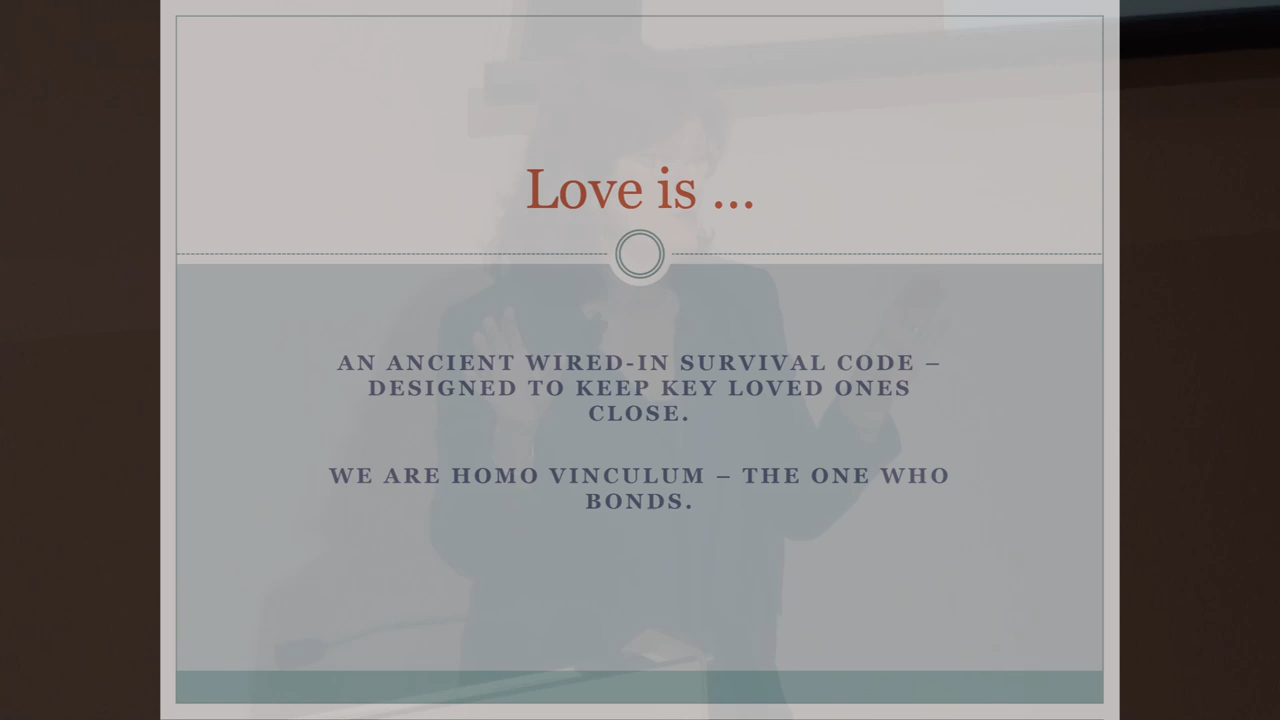 Love is ...
AN ANCIENT WIRED-IN SURVIVAL CODE –
DESIGNED TO KEEP KEY LOVED ONES
CLOSE.
WE ARE HOMO VINCULUM – THE ONE WHO
BONDS.